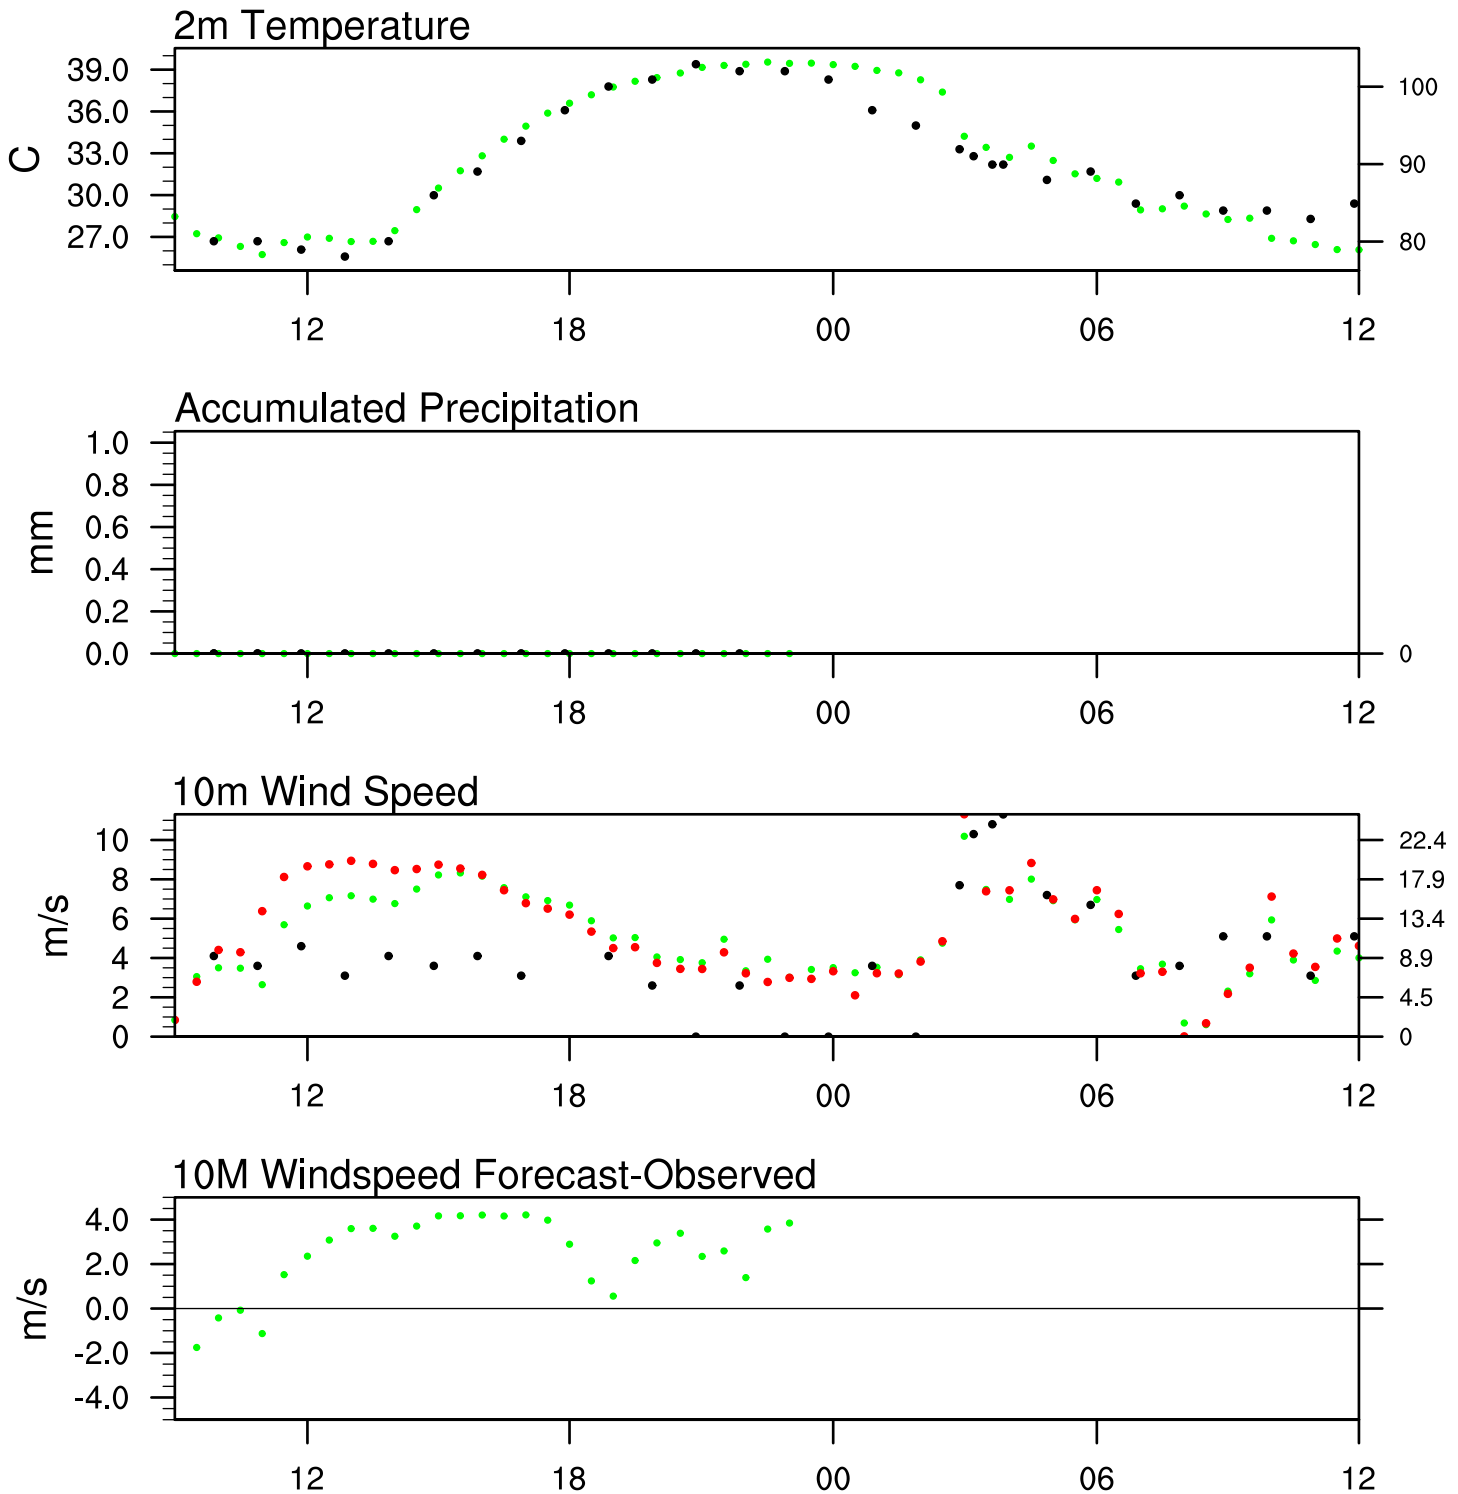 2m Temperature
39.0
36.0
33.0
30.0
27.0
C
100
90
80
12 18 00 06 12
Accumulated Precipitation
1.0
0.8
0.6
0.4
0.2
0.0
mm
0
12 18 00 06 12
10m Wind Speed
10
8
6
4
2
0
m/s
22.4
17.9
13.4
8.9
4.5
0
12 18 00 06 12
10M Windspeed Forecast-Observed
4.0
2.0
0.0
-2.0
-4.0
m/s
12 18 00 06 12